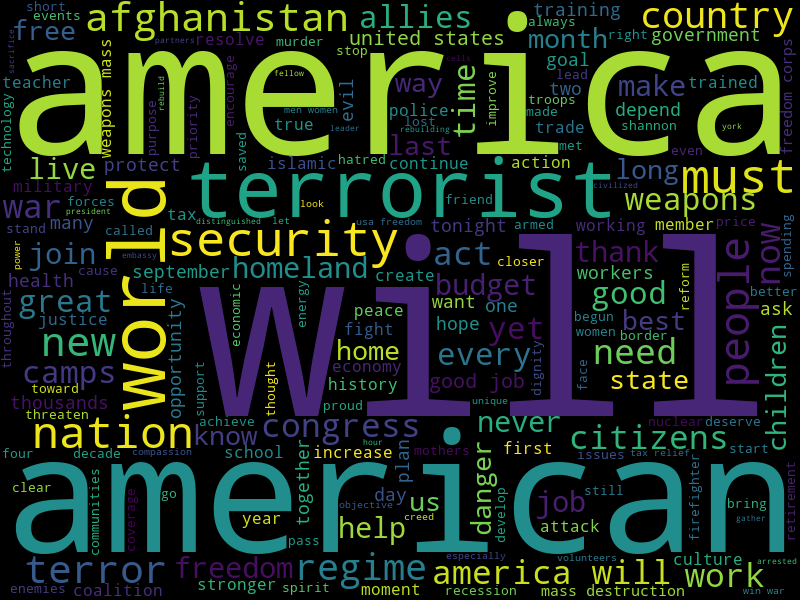 short
afghanistan
allies
training
country
events
free
always
united states
month
right
government
america
partners
resolve
murder
stop
goal
sacrifice
teacher
weapons mass
encourage
fellow
evil
way
time
improve
lead
two
make
trained
freedom corps
cells
technology
purpose
priority
rebuild
men women
police
troops
made
depend
true
lost
trade
shannon
york
leader
rebuilding
last
met
even
live
protect
saved
islamic
hatred
continue
action
long
must
military
world
terrorist
civilized
weapons
war
forces
president
tax
look
friend
stand
many
called
distinguished
let
usa freedom
tonight
armed
working
member
price
spending
power
join
embassy
security
act
closer
thank
now
people
health
cause
september
homeland
create
budget
workers
reform
better
throughout
great
life
economic
energy
want
one
good
ask
justice
opportunity
peace
hope
yet
begun
best
women
border
new
fight
will
home
every
need
children
camps
economy
dignity
face
toward
support
thought
history
good job
state
thousands
proud
unique
nuclear
deserve
threaten
achieve
congress
never
nation
know
hour
citizens
four
decade
compassion
school
increase
mothers
first
issues
tax relief
start
clear
communities
coverage
go
together
plan
danger
still
firefighter
retirement
american
day
us
develop
job
bring
year
objective
creed
help
attack
gather
pass
especially
volunteers
culture
arrested
terror
freedom
regime
america will
work
enemies
coalition
stronger
spirit
moment
recession
mass destruction
win war